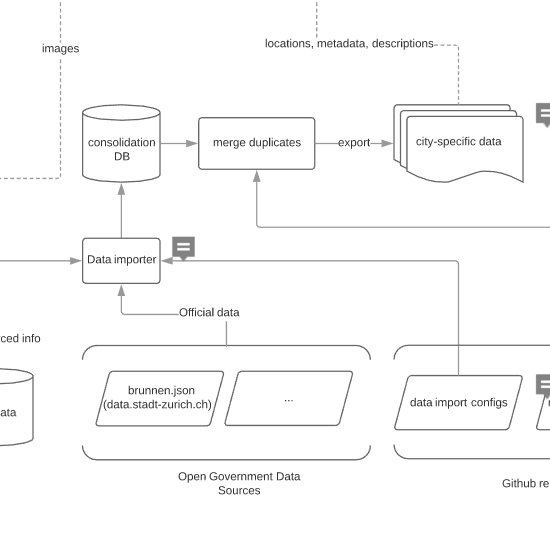 locations, metadata, descriptions
images
consolidation
DB
merge duplicates
export
city-specific data
Data importer
Official data
rced info
brunnen.json
(data.stadt-zurich.ch)
...
data import configs
ata
Open Government Data
Sources
Github re